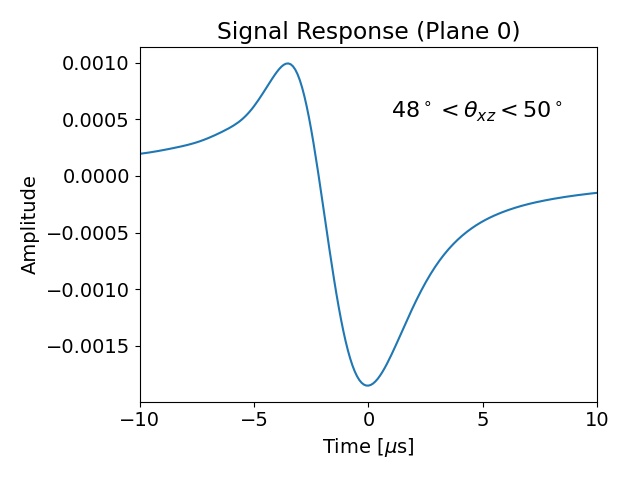 Signal Response (Plane 0)
0.0010
0.0005
0.0000
−0.0005
−0.0010
−0.0015
Amplitude
48° < θxz < 50°
−10
−5
0
5
10
Time [μs]